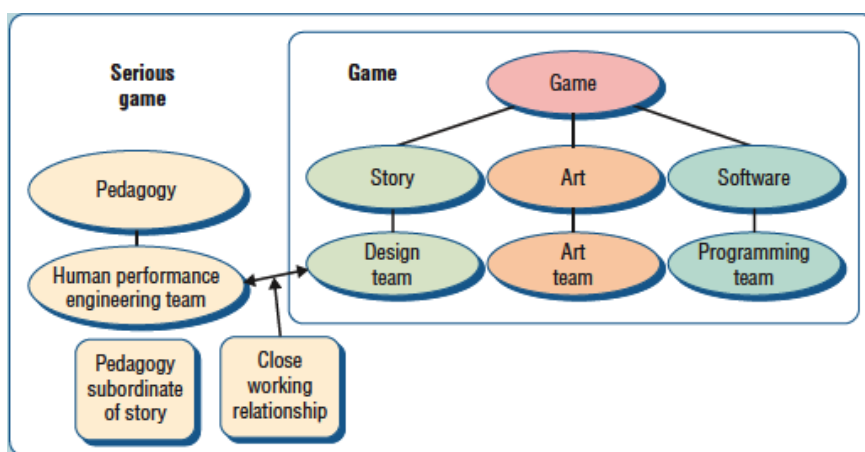 Serious
game
Game
Game
Pedagogy
Story
Art
Software
Human performance
engineering team
Design
team
Art
team
Programming
team
Pedagogy
subordinate
of story
Close
working
relationship